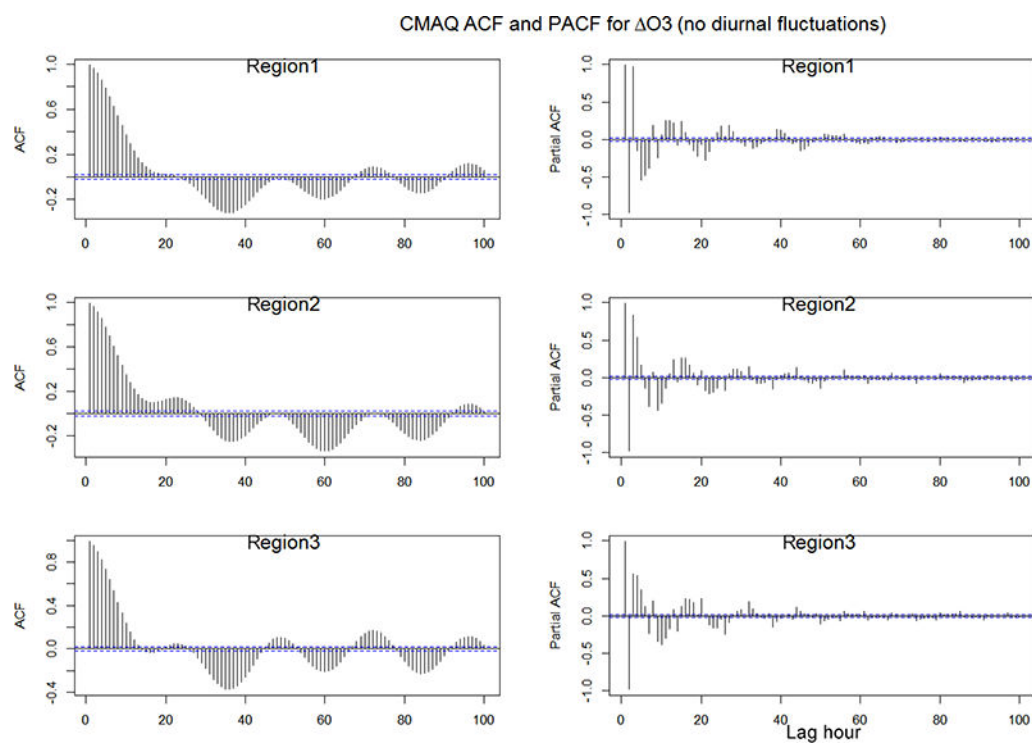 CMAQ ACF and PACF for ΔO3 (no diurnal fluctuations)
Region1
ACF
1.0
0.6
0.2
-0.2
0 20 40 60 80 100
Region1
Partial ACF
1.0
0.5
0.0
-0.5
-1.0
0 20 40 60 80 100
Region2
ACF
1.0
0.6
0.2
-0.2
0 20 40 60 80 100
Region2
Partial ACF
1.0
0.5
0.0
-0.5
-1.0
0 20 40 60 80 100
Region3
ACF
0.8
0.4
0.0
-0.4
0 20 40 60 80 100
Region3
Partial ACF
1.0
0.5
0.0
-0.5
-1.0
0 20 40 60 80 100
Lag hour